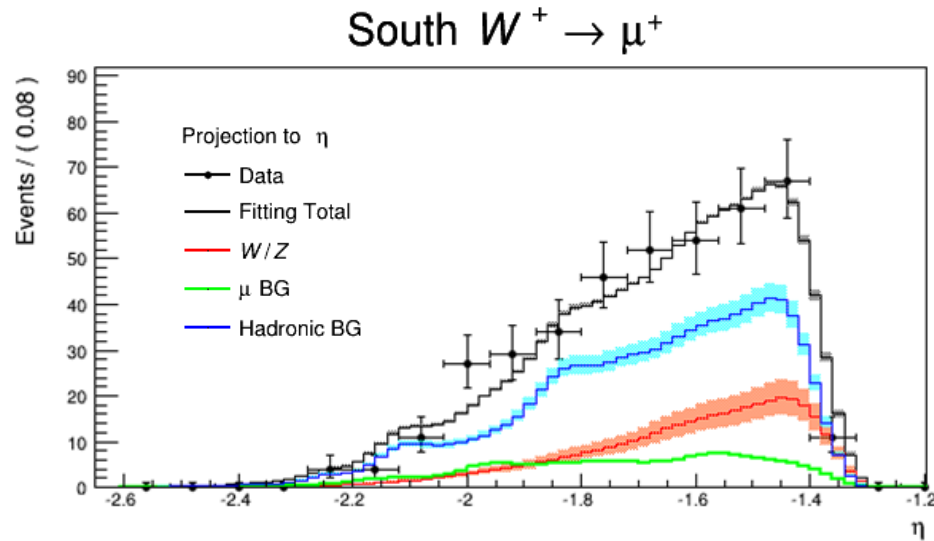 South W⁺ → μ⁺
Events / ( 0.08 )
90
80
70
60
50
40
30
20
10
0
Projection to η
Data
Fitting Total
W / Z
μ BG
Hadronic BG
-2.6 -2.4 -2.2 -2 -1.8 -1.6 -1.4 -1.2
η